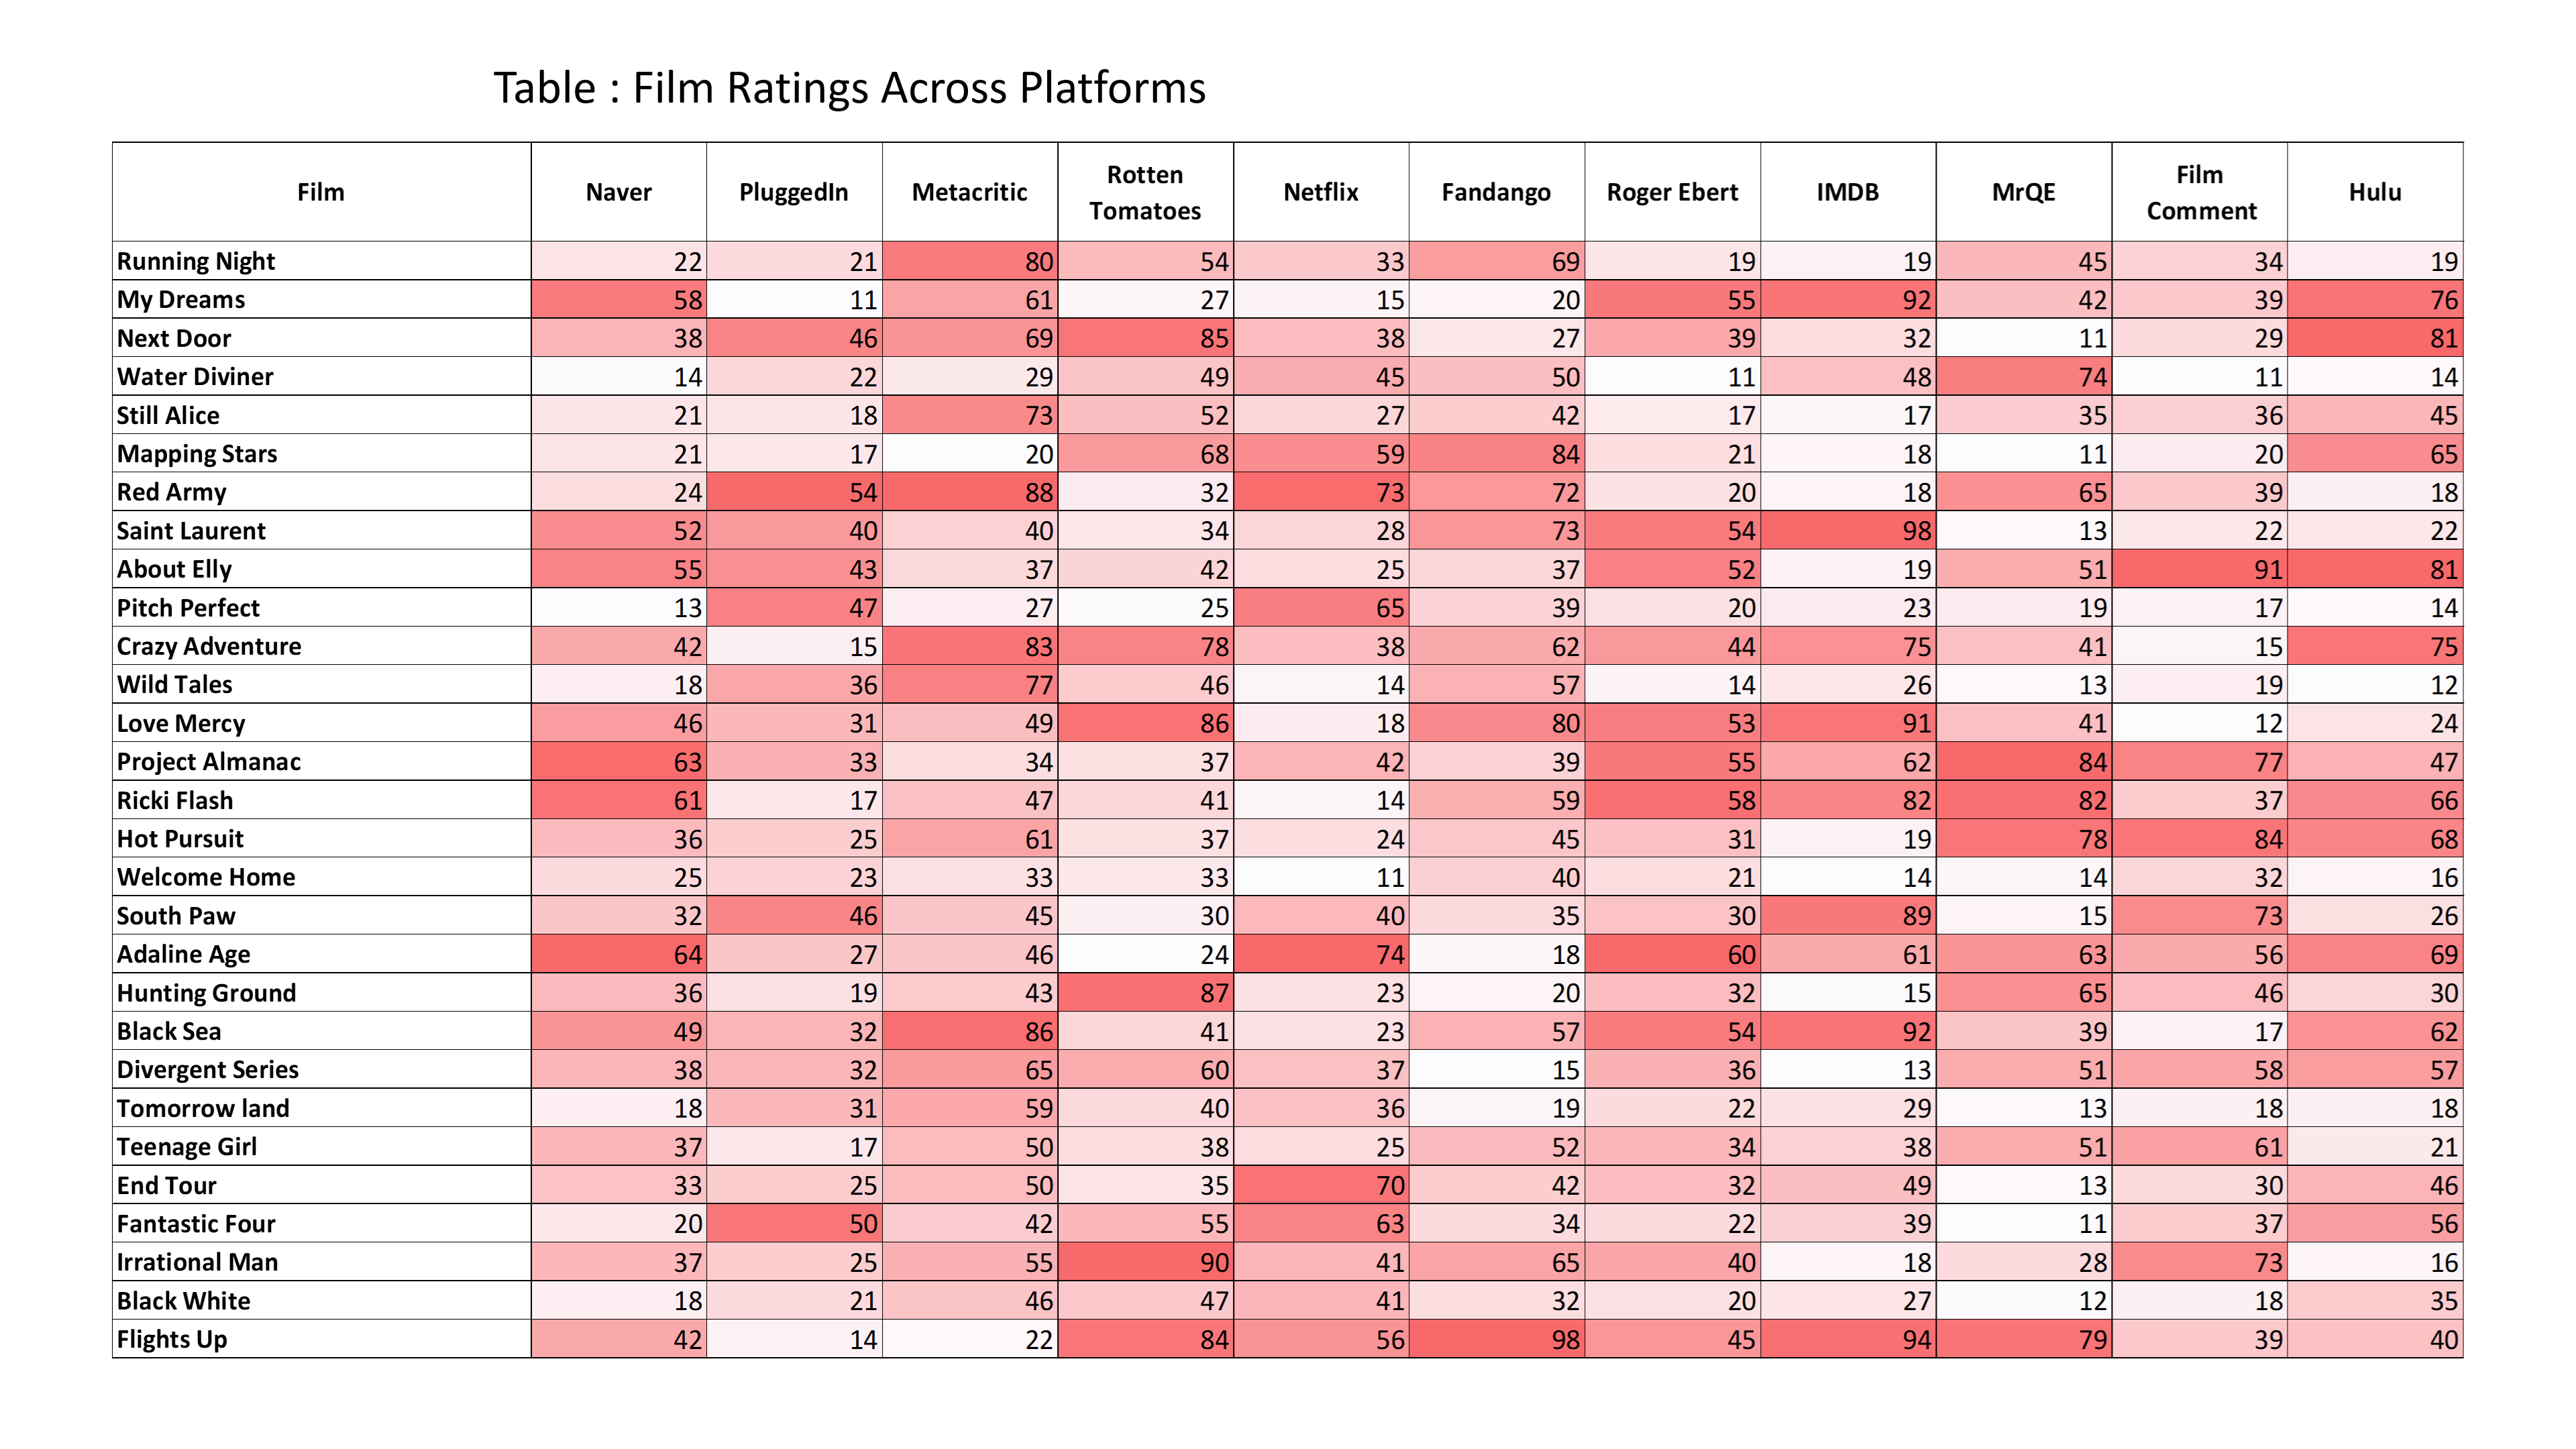 Table : Film Ratings Across Platforms
Film Naver PluggedIn Metacritic Rotten Tomatoes Netflix Fandango Roger Ebert IMDB MrQE Film Comment Hulu
Running Night 22 21 80 54 33 69 19 19 45 34 19
My Dreams 58 11 61 27 15 20 55 92 42 39 76
Next Door 38 46 69 85 38 27 39 32 11 29 81
Water Diviner 14 22 29 49 45 50 11 48 74 11 14
Still Alice 21 18 73 52 27 42 17 17 35 36 45
Mapping Stars 21 17 20 68 59 84 21 18 11 20 65
Red Army 24 54 88 32 73 72 20 18 65 39 18
Saint Laurent 52 40 40 34 28 73 54 98 13 22 22
About Elly 55 43 37 42 25 37 52 19 51 91 81
Pitch Perfect 13 47 27 25 65 39 20 23 19 17 14
Crazy Adventure 42 15 83 78 38 62 44 75 41 15 75
Wild Tales 18 36 77 46 14 57 14 26 13 19 12
Love Mercy 46 31 49 86 18 80 53 91 41 12 24
Project Almanac 63 33 34 37 42 39 55 62 84 77 47
Ricki Flash 61 17 47 41 14 59 58 82 82 37 66
Hot Pursuit 36 25 61 37 24 45 31 19 78 84 68
Welcome Home 25 23 33 33 11 40 21 14 14 32 16
South Paw 32 46 45 30 40 35 30 89 15 73 26
Adaline Age 64 27 46 24 74 18 60 61 63 56 69
Hunting Ground 36 19 43 87 23 20 32 15 65 46 30
Black Sea 49 32 86 41 23 57 54 92 39 17 62
Divergent Series 38 32 65 60 37 15 36 13 51 58 57
Tomorrow land 18 31 59 40 36 19 22 29 13 18 18
Teenage Girl 37 17 50 38 25 52 34 38 51 61 21
End Tour 33 25 50 35 70 42 32 49 13 30 46
Fantastic Four 20 50 42 55 63 34 22 39 11 37 56
Irrational Man 37 25 55 90 41 65 40 18 28 73 16
Black White 18 21 46 47 41 32 20 27 12 18 35
Flights Up 42 14 22 84 56 98 45 94 79 39 40